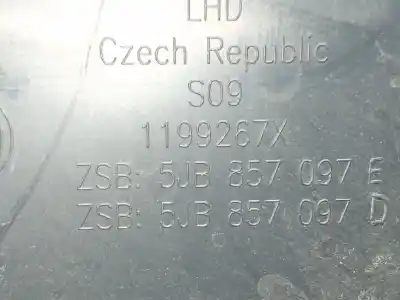 LHD
Czech Republic
S09
1199267X
ZSB: 5JB 857 097 E
ZSB: 5JB 857 097 D